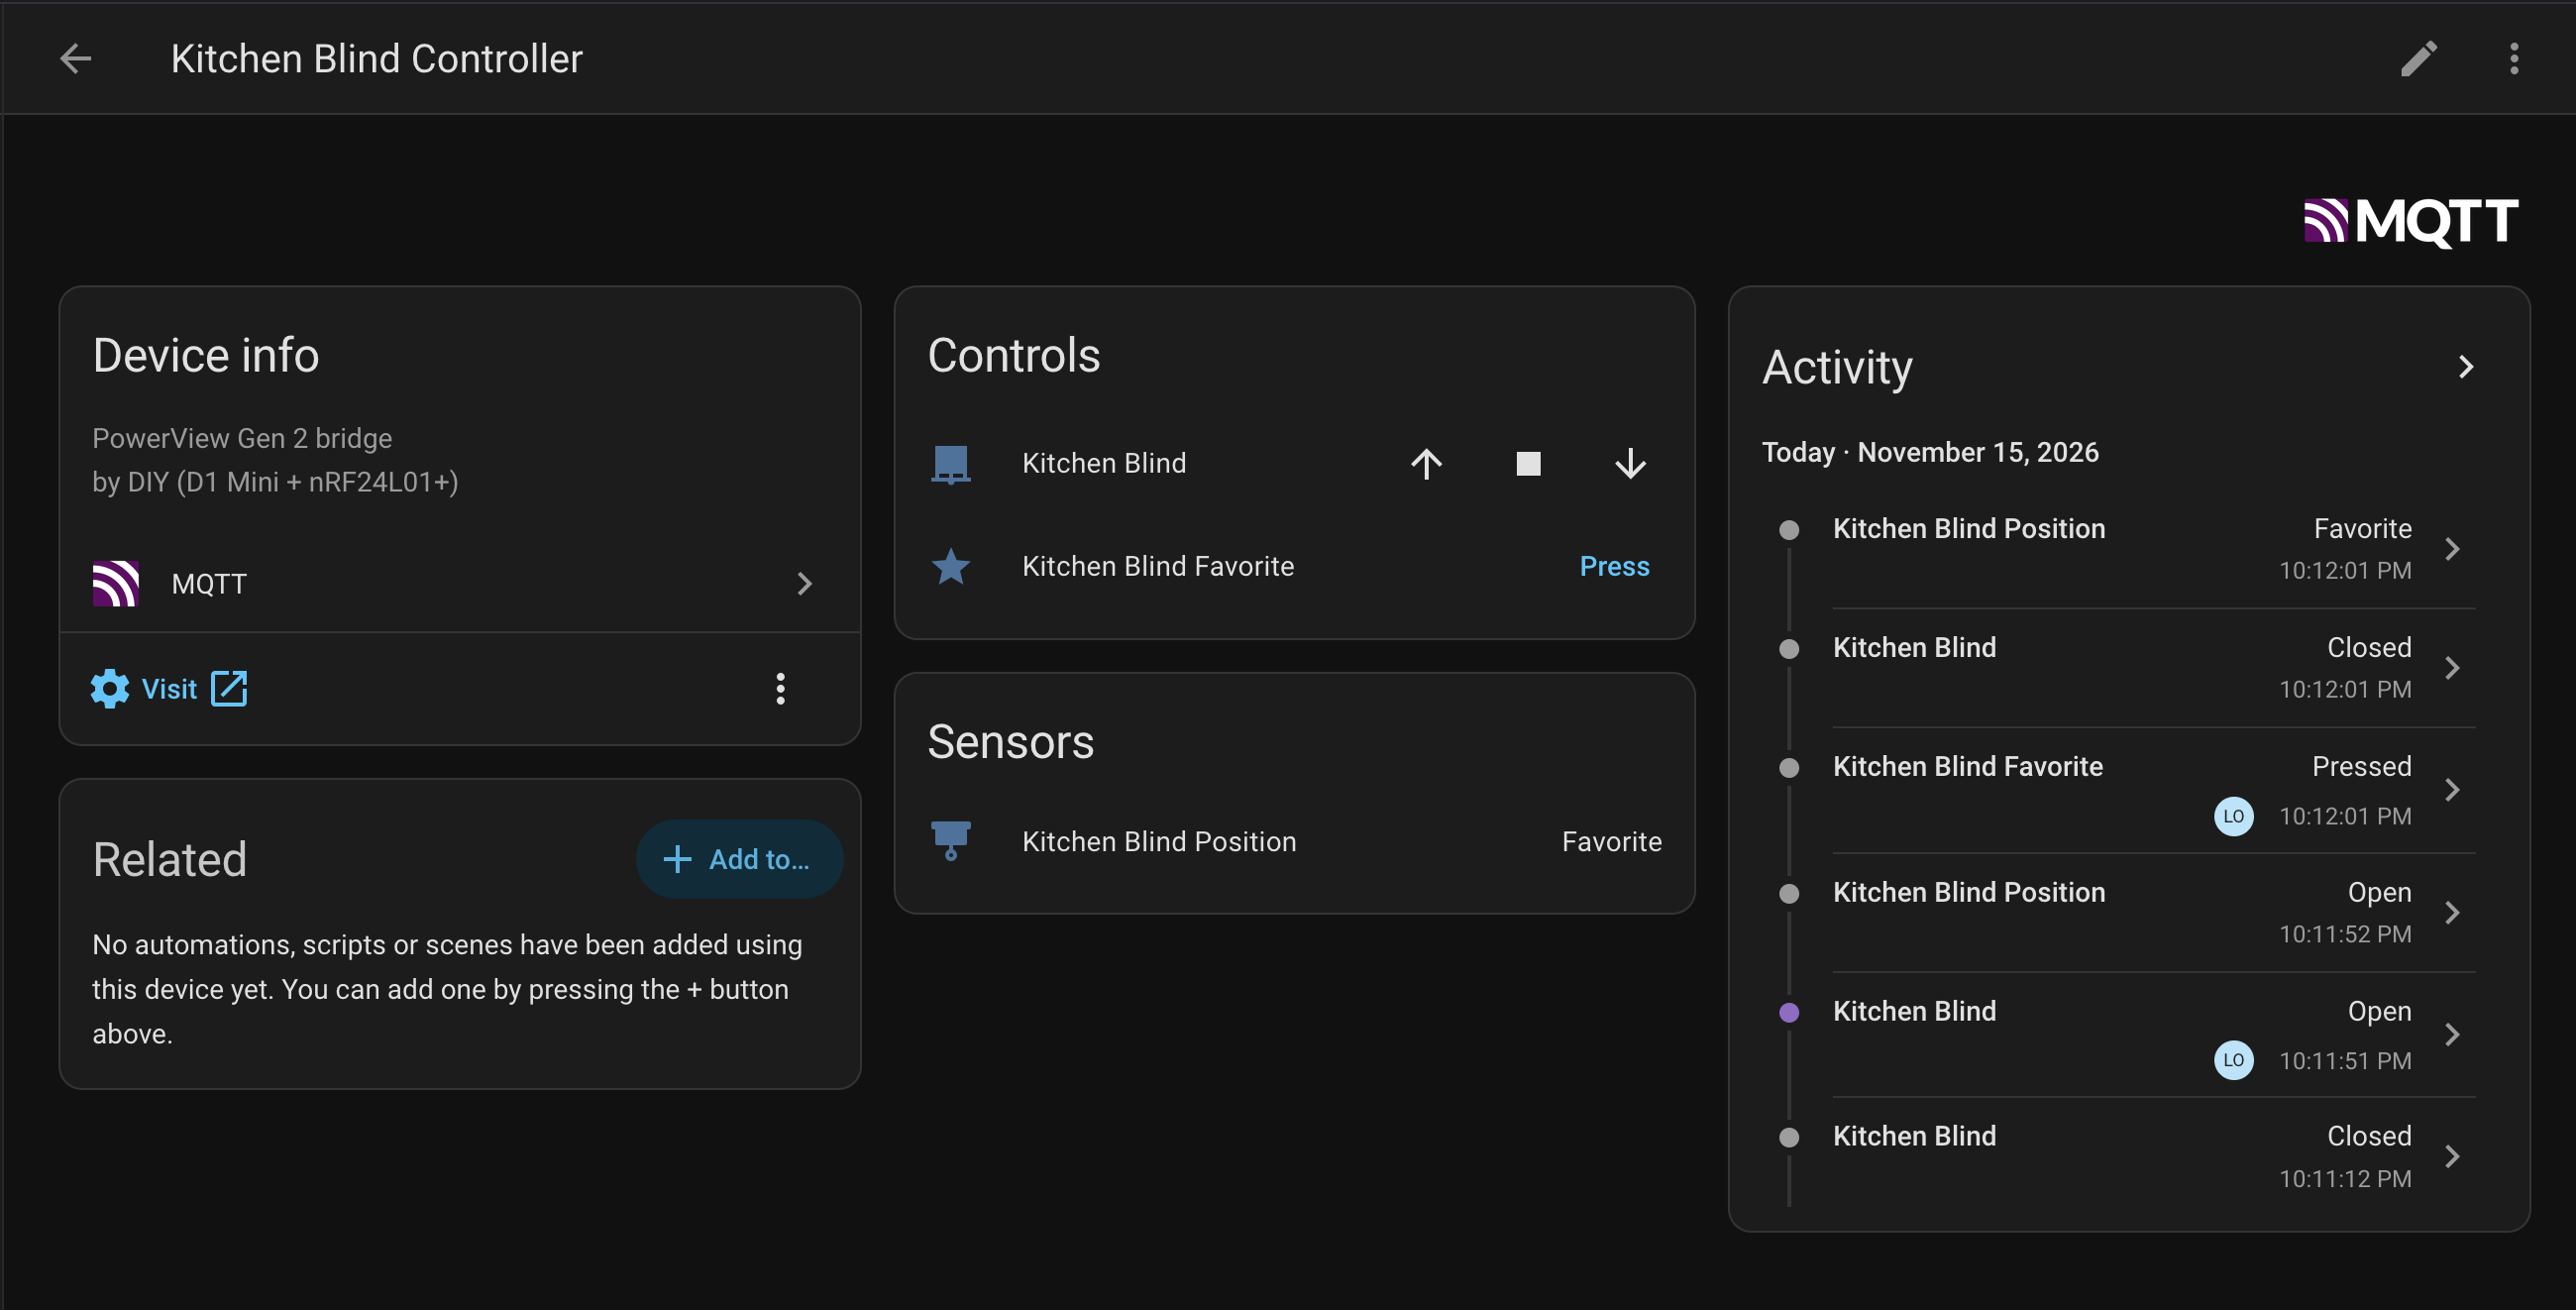 Kitchen Blind Controller
MQTT
Device info
PowerView Gen 2 bridge
by DIY (D1 Mini + nRF24L01+)
MQTT
Visit
Related
+ Add to...
No automations, scripts or scenes have been added using
this device yet. You can add one by pressing the + button
above.
Controls
Kitchen Blind
Kitchen Blind Favorite Press
Sensors
Kitchen Blind Position Favorite
Activity
Today · November 15, 2026
Kitchen Blind Position Favorite
10:12:01 PM
Kitchen Blind Closed
10:12:01 PM
Kitchen Blind Favorite Pressed
LO 10:12:01 PM
Kitchen Blind Position Open
10:11:52 PM
Kitchen Blind Open
LO 10:11:51 PM
Kitchen Blind Closed
10:11:12 PM